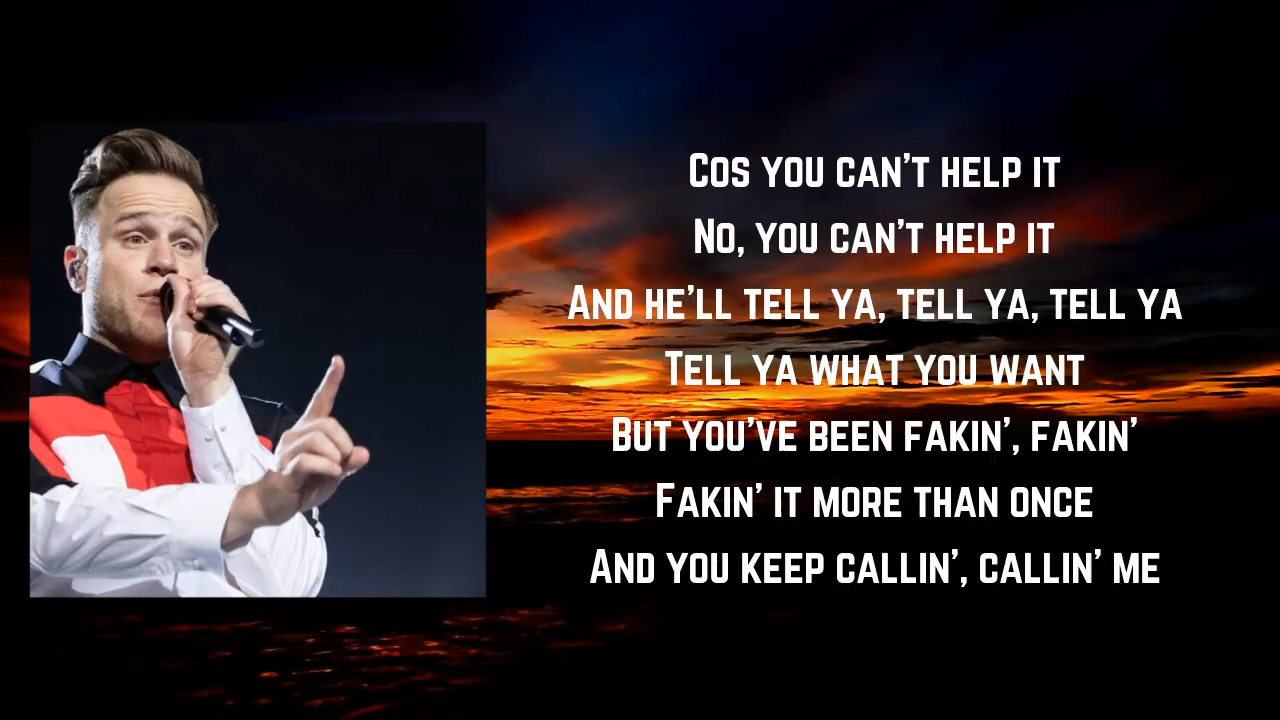 Cos you can't help it
No, you can't help it
And he'll tell ya, tell ya, tell ya
Tell ya what you want
But you've been fakin', fakin'
Fakin' it more than once
And you keep callin', callin' me